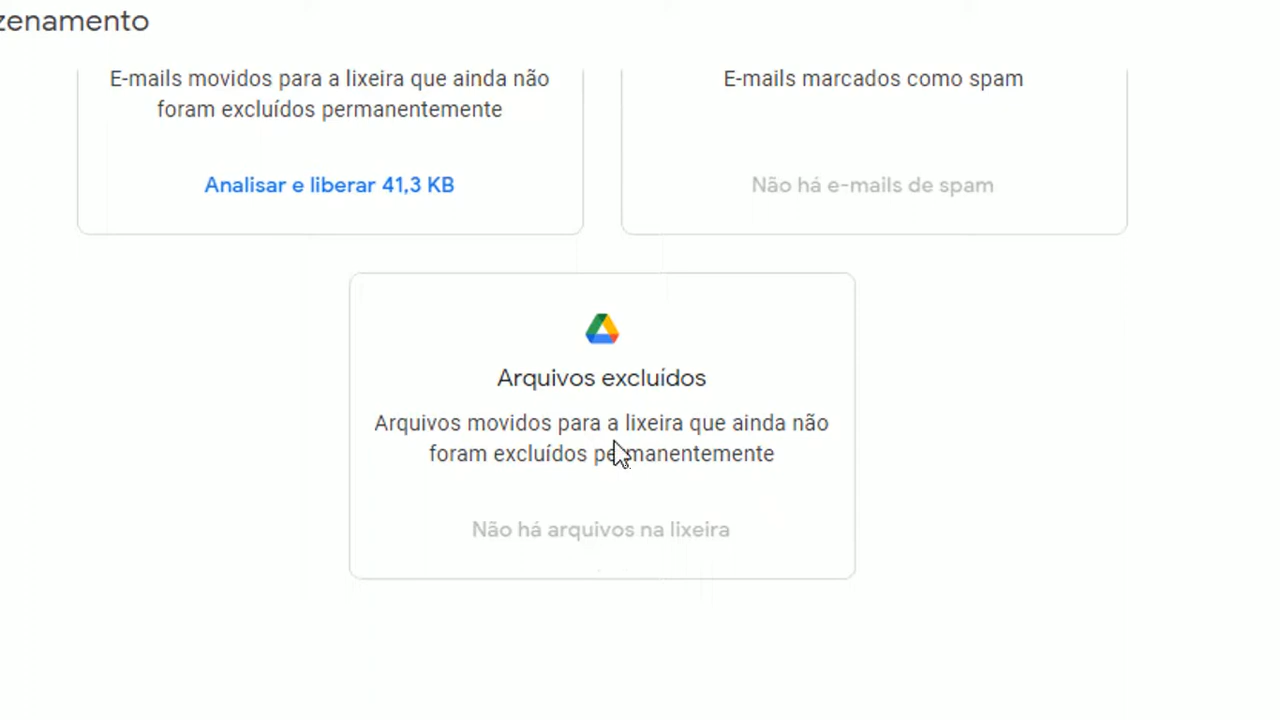 zenamento
E-mails movidos para a lixeira que ainda não
foram excluídos permanentemente
Analisar e liberar 41,3 KB
E-mails marcados como spam
Não há e-mails de spam
Arquivos excluídos
Arquivos movidos para a lixeira que ainda não
foram excluídos permanentemente
Não há arquivos na lixeira